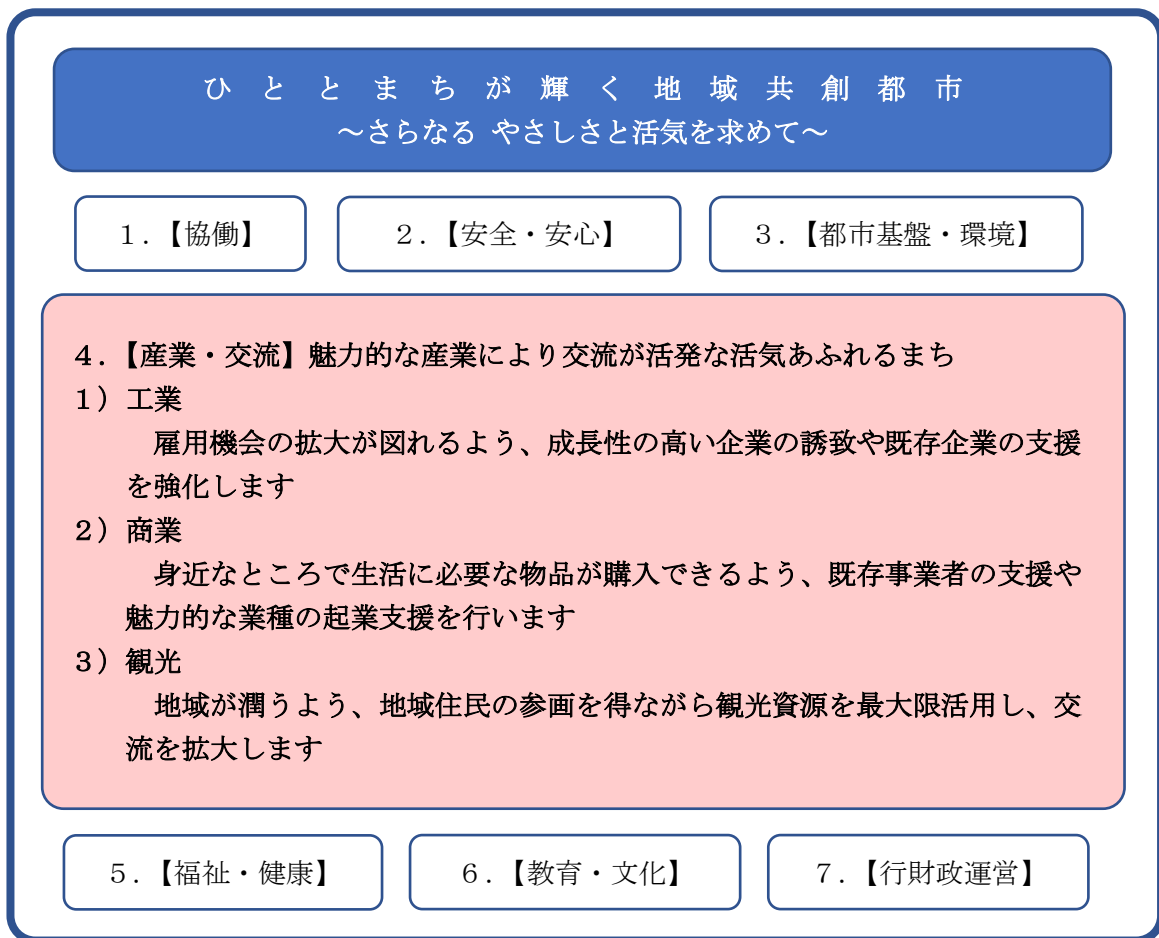 ひととまちが輝く地域共創都市
～さらなる やさしさと活気を求めて～
１．【協働】
２．【安全・安心】
３．【都市基盤・環境】
４．【産業・交流】魅力的な産業により交流が活発な活気あふれるまち
１）工業
雇用機会の拡大が図れるよう、成長性の高い企業の誘致や既存企業の支援
を強化します
２）商業
身近なところで生活に必要な物品が購入できるよう、既存事業者の支援や
魅力的な業種の起業支援を行います
３）観光
地域が潤うよう、地域住民の参画を得ながら観光資源を最大限活用し、交
流を拡大します
５．【福祉・健康】
６．【教育・文化】
７．【行財政運営】